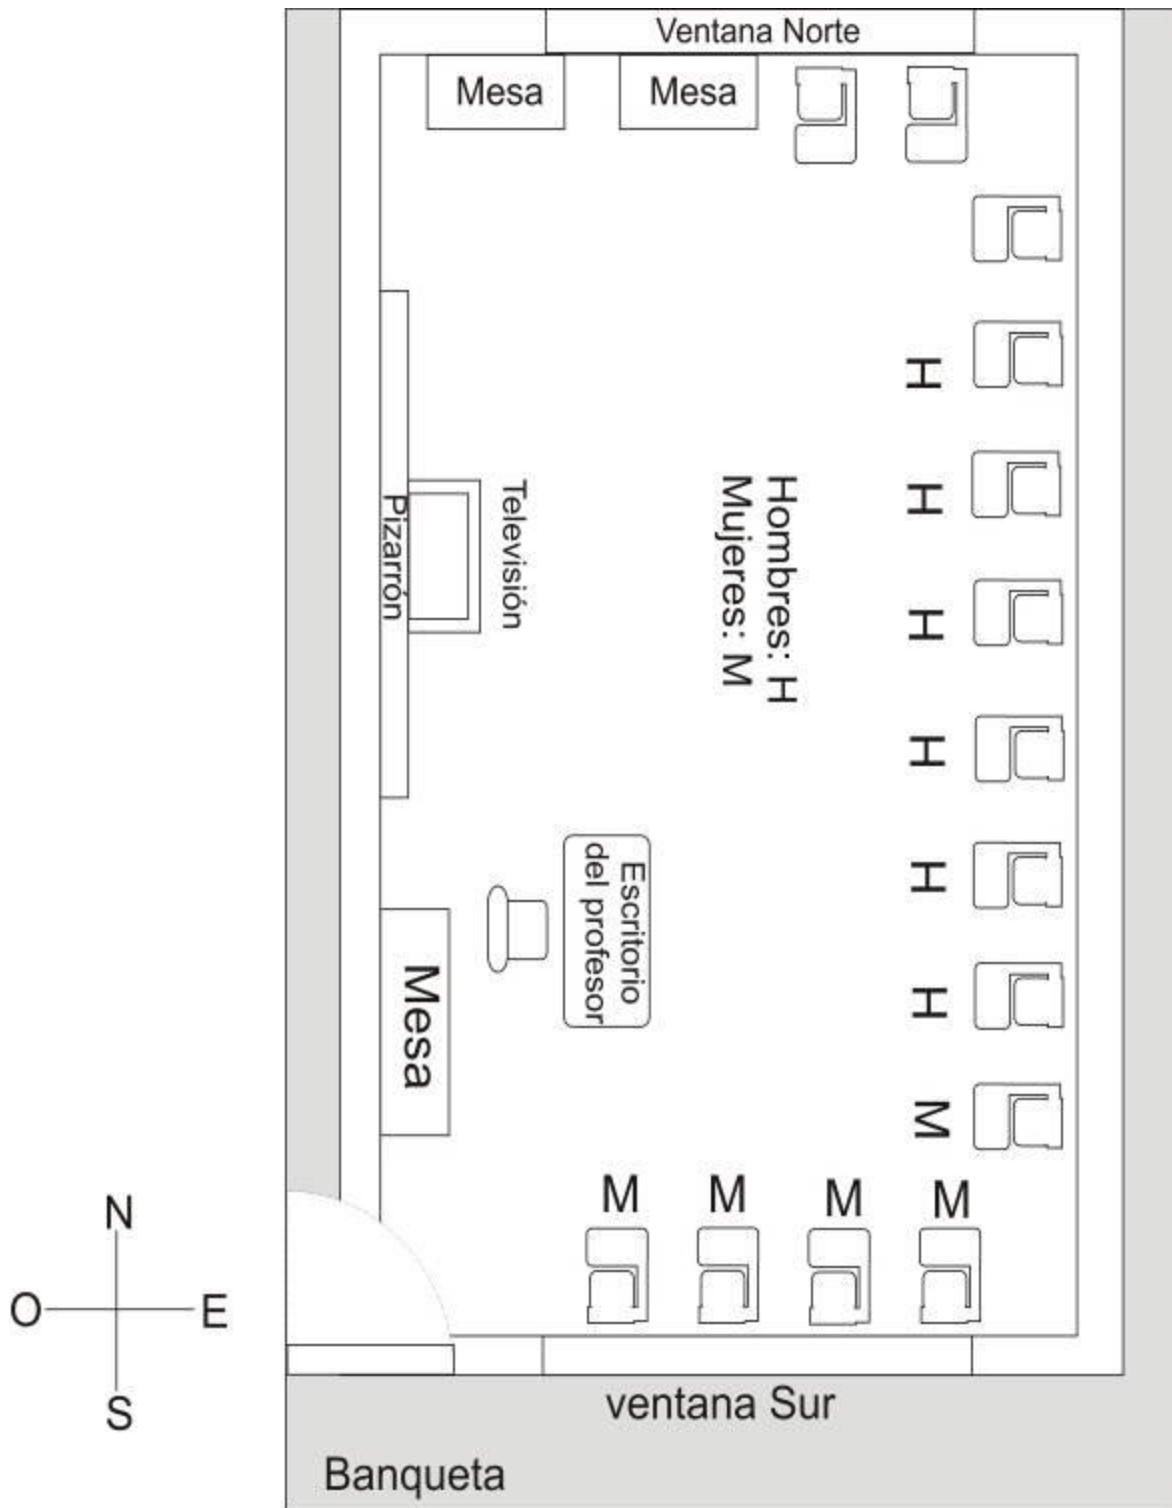 Ventana Norte
Mesa
Mesa
H
H
Hombres: H
Mujeres: M
Televisión
Pizarrón
H
H
Escritorio
del profesor
H
Mesa
H
M
M
M
M
M
N
O
E
S
ventana Sur
Banqueta